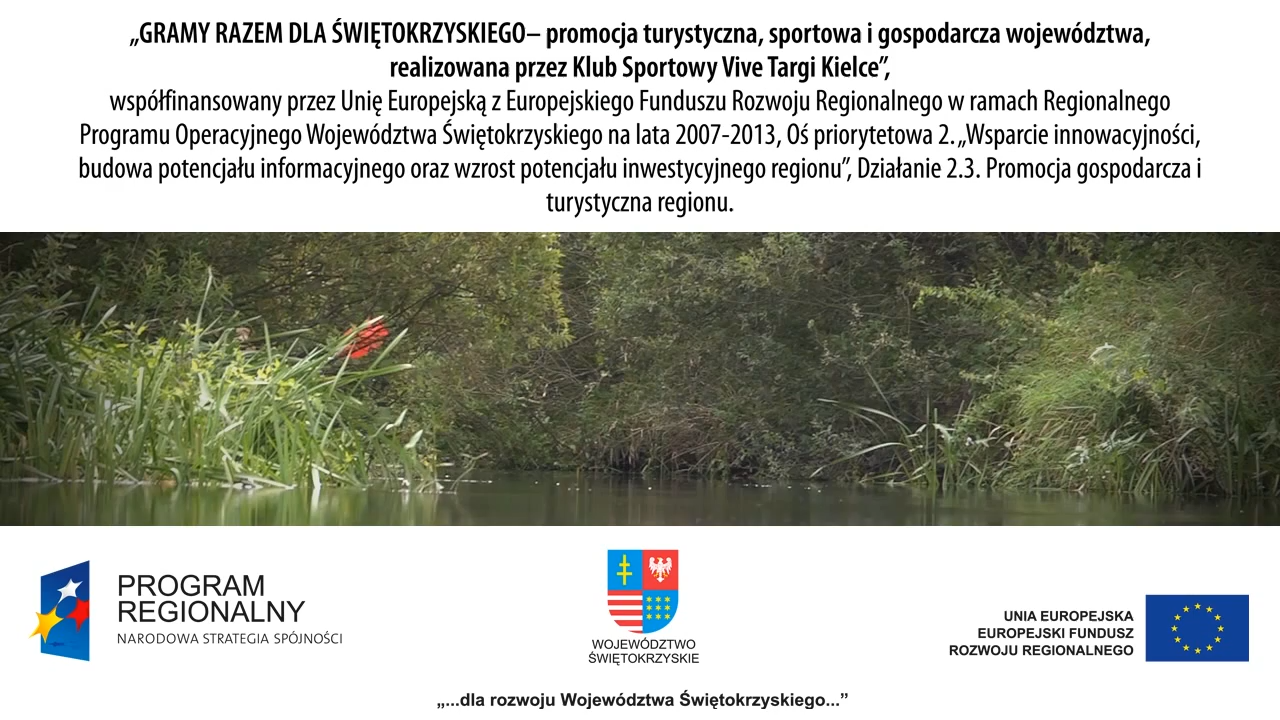 „GRAMY RAZEM DLA ŚWIĘTOKRZYSKIEGO– promocja turystyczna, sportowa i gospodarcza województwa,
realizowana przez Klub Sportowy Vive Targi Kielce”,
współfinansowany przez Unię Europejską z Europejskiego Funduszu Rozwoju Regionalnego w ramach Regionalnego
Programu Operacyjnego Województwa Świętokrzyskiego na lata 2007-2013, Oś priorytetowa 2. „Wsparcie innowacyjności,
budowa potencjału informacyjnego oraz wzrost potencjału inwestycyjnego regionu”, Działanie 2.3. Promocja gospodarcza i
turystyczna regionu.
PROGRAM
REGIONALNY
NARODOWA STRATEGIA SPÓJNOŚCI
WOJEWÓDZTWO
ŚWIĘTOKRZYSKIE
UNIA EUROPEJSKA
EUROPEJSKI FUNDUSZ
ROZWOJU REGIONALNEGO
„...dla rozwoju Województwa Świętokrzyskiego...”